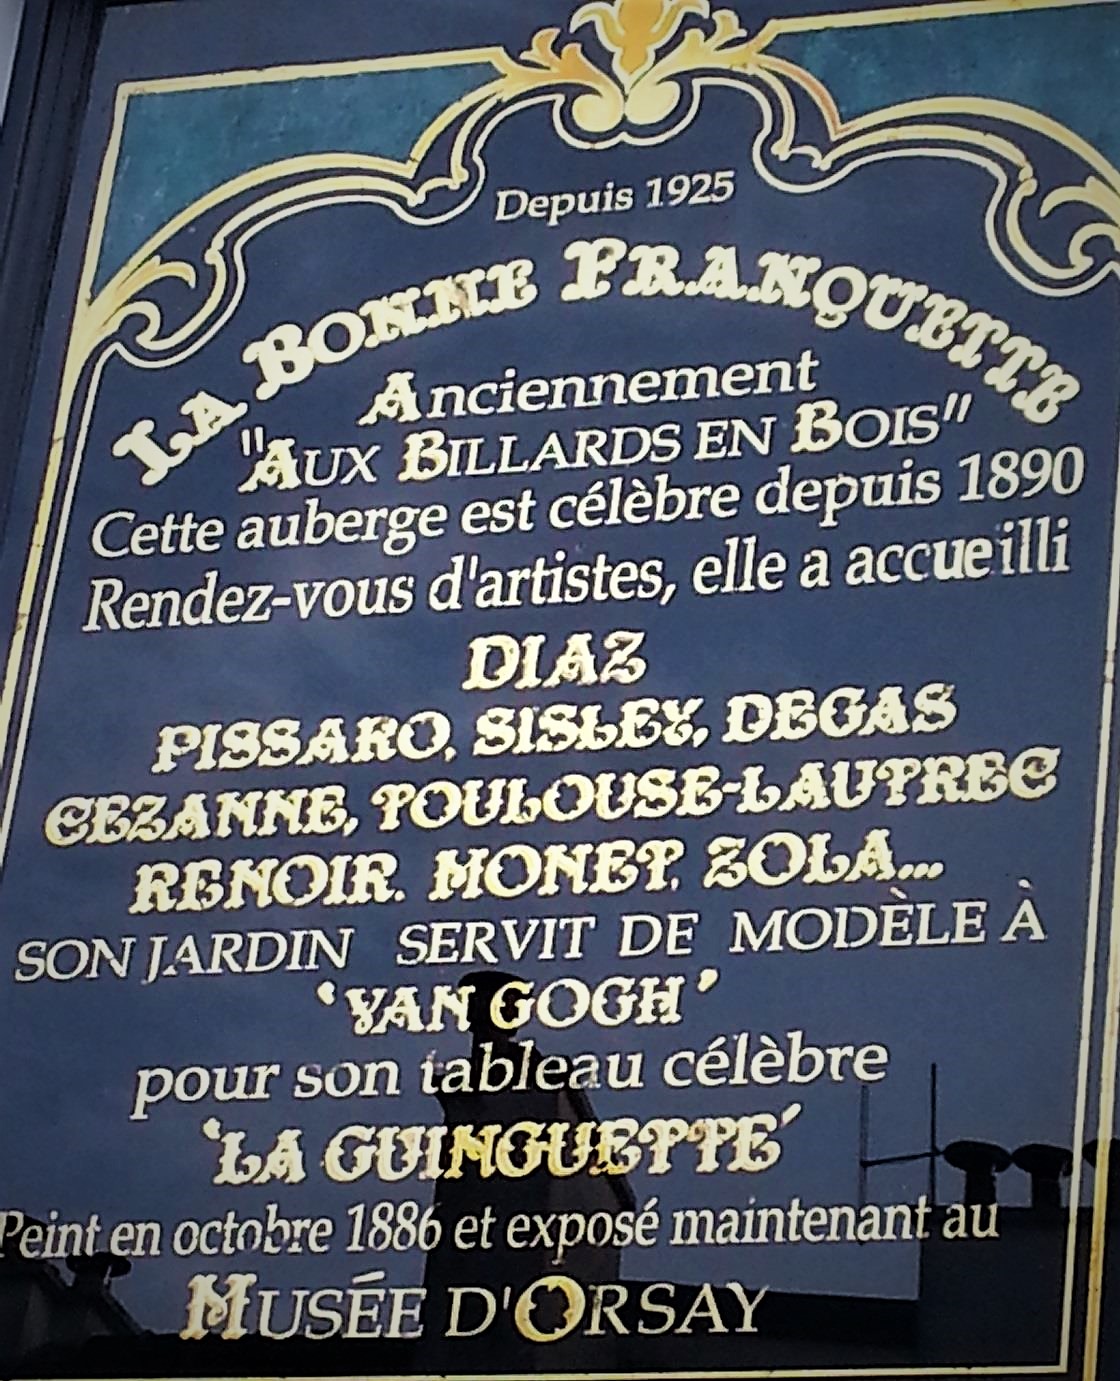 Depuis 1925
LA BONNE FRANQUETTE
Anciennement
"AUX BILLARDS EN BOIS"
Cette auberge est célèbre depuis 1890
Rendez-vous d'artistes, elle a accueilli
DIAZ
PISSARO, SISLEY, DEGAS
CEZANNE, TOULOUSE-LAUTREC
RENOIR. MONET, ZOLA...
SON JARDIN SERVIT DE MODÈLE À
‘VAN GOGH’
pour son tableau célèbre
‘LA GUINGUETTE’
Peint en octobre 1886 et exposé maintenant au
MUSÉE D'ORSAY